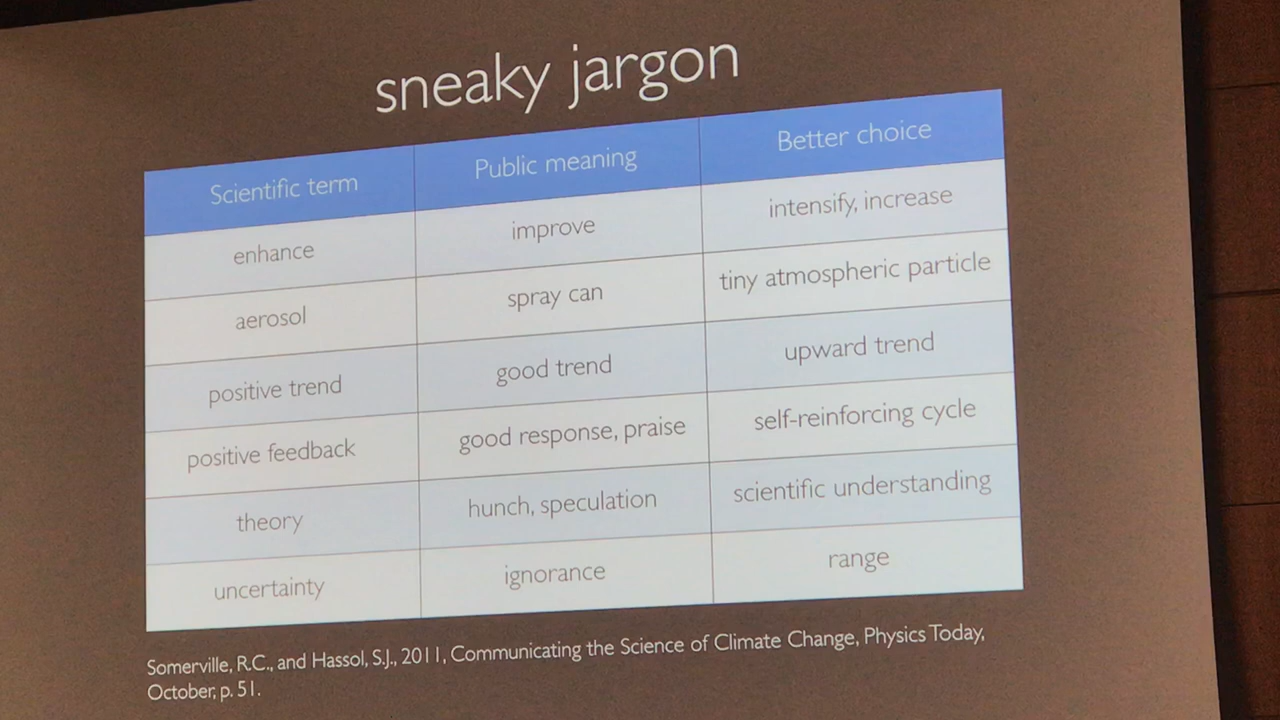 sneaky jargon
Scientific term Public meaning Better choice
enhance improve intensify, increase
aerosol spray can tiny atmospheric particle
positive trend good trend upward trend
positive feedback good response, praise self-reinforcing cycle
theory hunch, speculation scientific understanding
uncertainty ignorance range
Somerville, R.C., and Hassol, S.J., 2011, Communicating the Science of Climate Change, Physics Today,
October, p. 51.